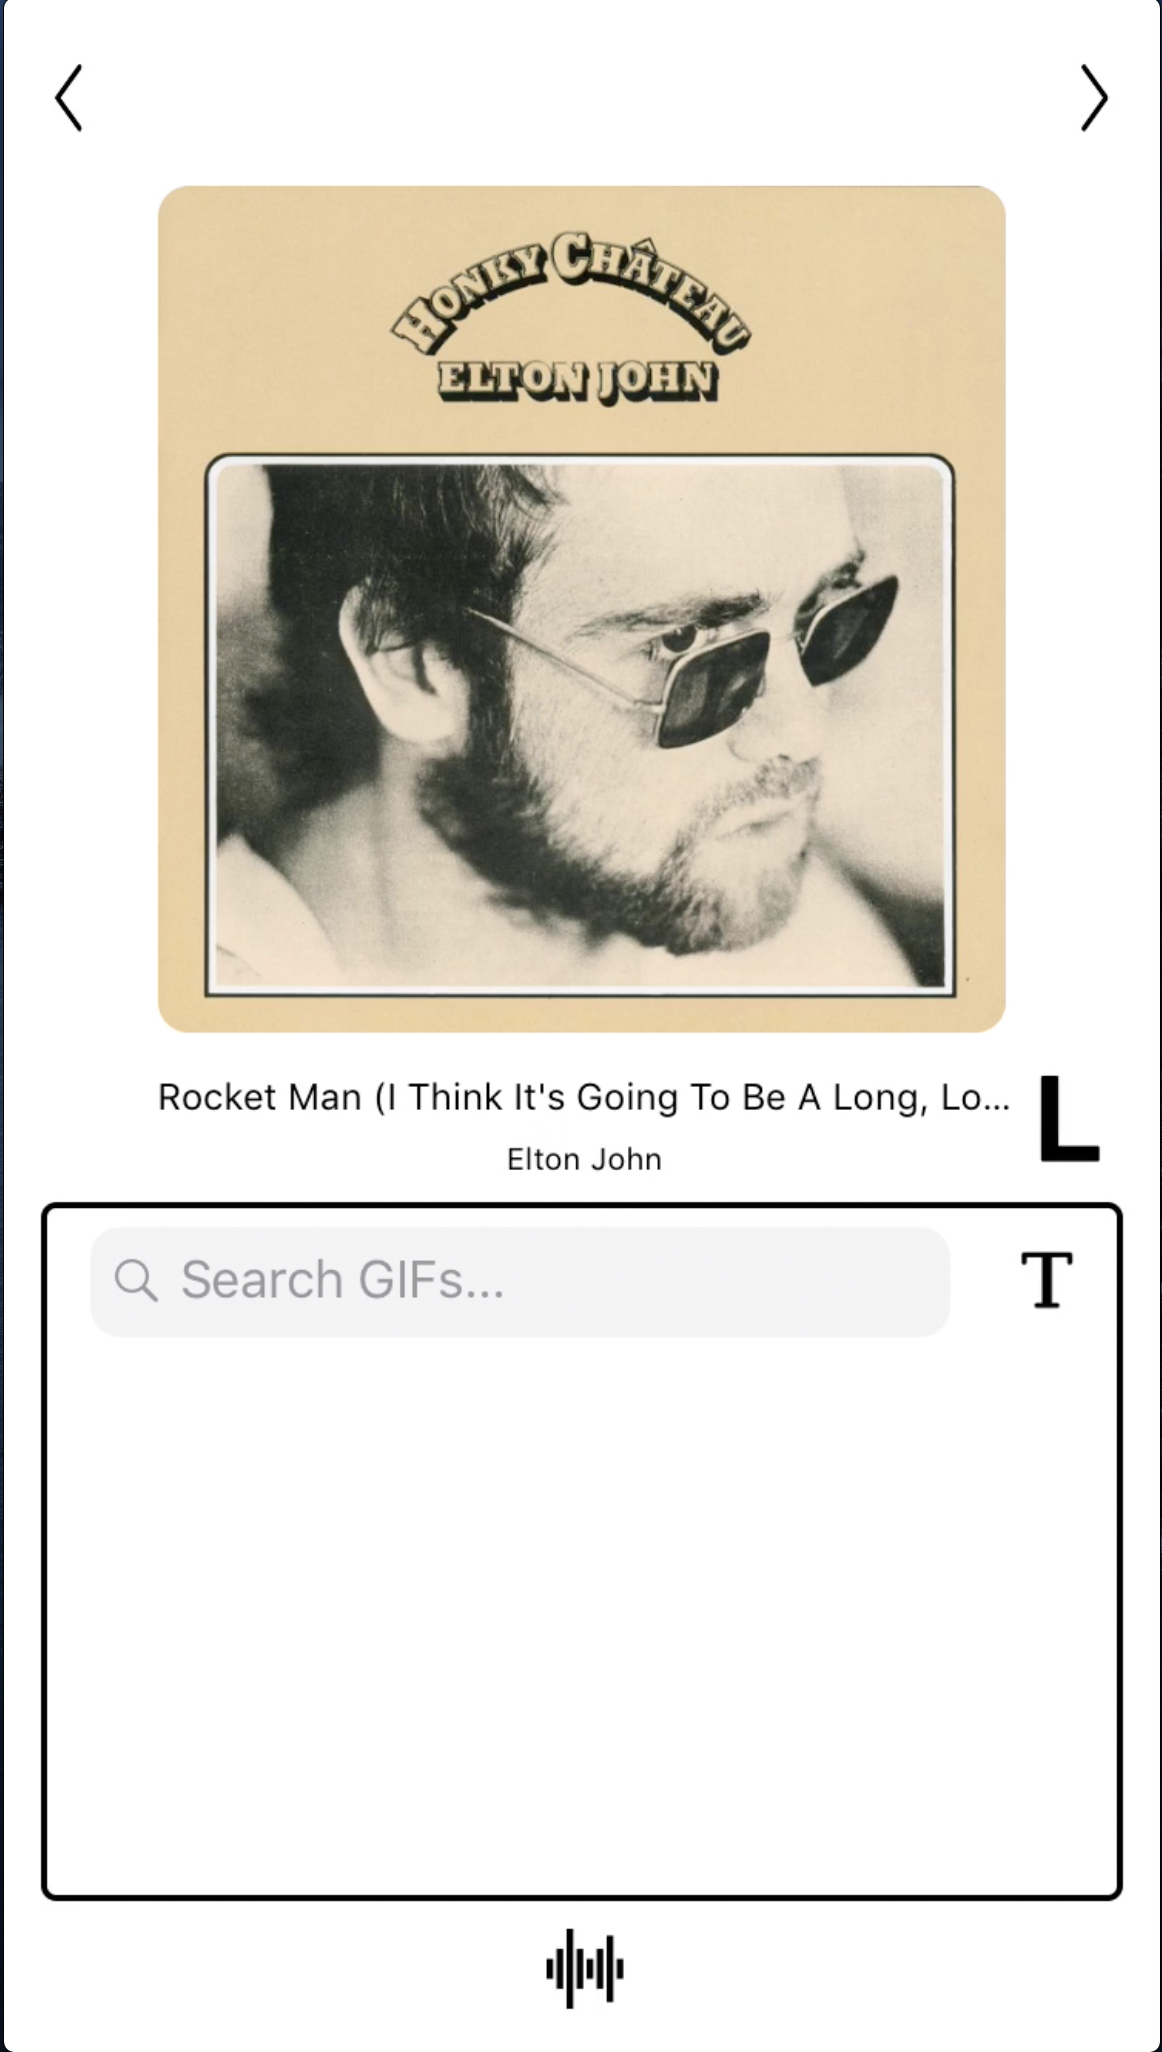 HONKY CHÂTEAU
ELTON JOHN
Rocket Man (I Think It's Going To Be A Long, Lo...
L
Elton John
Search GIFs...
T